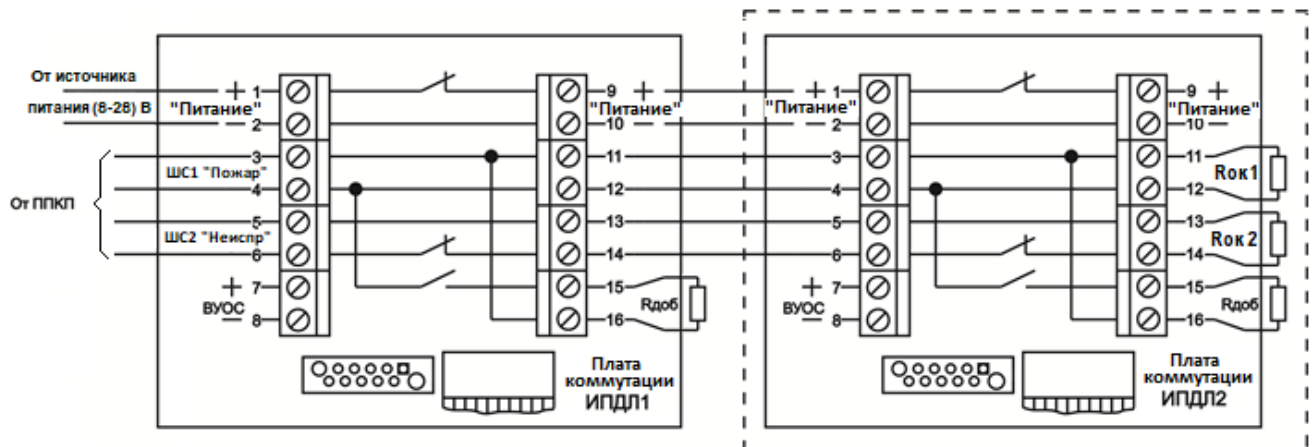 От источника
питания (8-28) В
"Питание"
+ 1
— 2
3
ШС1 "Пожар"
4
От ППКП
5
ШС2 "Неиспр"
6
+ 7
ВУОС
— 8
9 +
"Питание"
10 —
11
12
13
14
15
Rдоб
16
Плата
коммутации
ИПДЛ1
+ 1
"Питание"
— 2
3
4
5
6
+ 7
ВУОС
— 8
9 +
"Питание"
10 —
11
Rок1
12
13
Rок2
14
15
Rдоб
16
Плата
коммутации
ИПДЛ2